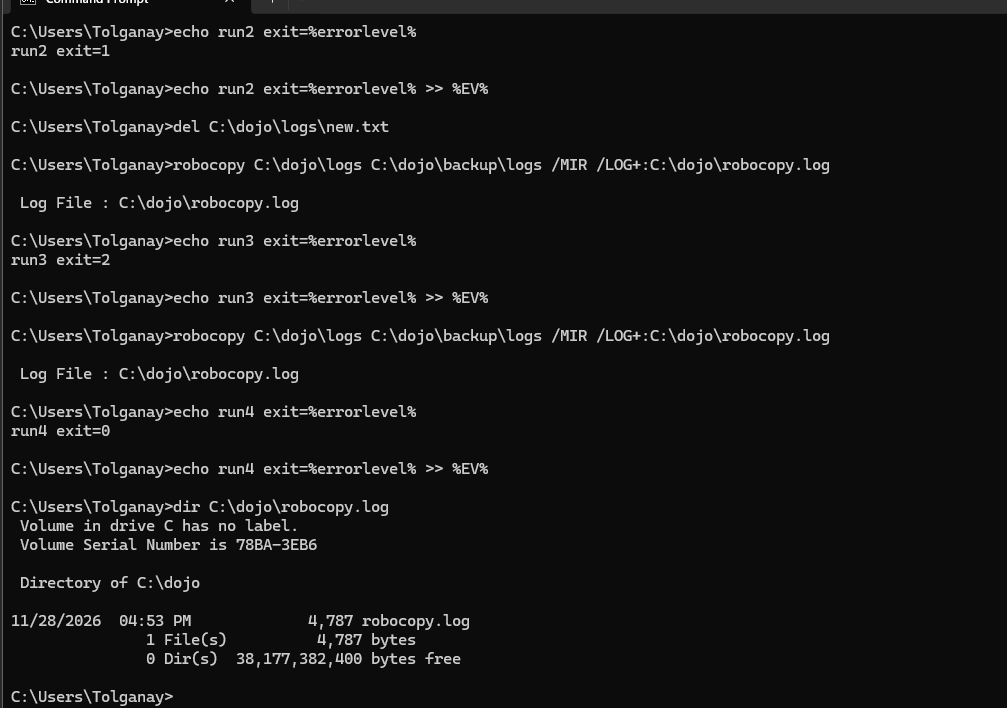 Command Prompt
C:\Users\Tolganay>echo run2 exit=%errorlevel%
run2 exit=1
C:\Users\Tolganay>echo run2 exit=%errorlevel% >> %EV%
C:\Users\Tolganay>del C:\dojo\logs\new.txt
C:\Users\Tolganay>robocopy C:\dojo\logs C:\dojo\backup\logs /MIR /LOG+:C:\dojo\robocopy.log
Log File : C:\dojo\robocopy.log
C:\Users\Tolganay>echo run3 exit=%errorlevel%
run3 exit=2
C:\Users\Tolganay>echo run3 exit=%errorlevel% >> %EV%
C:\Users\Tolganay>robocopy C:\dojo\logs C:\dojo\backup\logs /MIR /LOG+:C:\dojo\robocopy.log
Log File : C:\dojo\robocopy.log
C:\Users\Tolganay>echo run4 exit=%errorlevel%
run4 exit=0
C:\Users\Tolganay>echo run4 exit=%errorlevel% >> %EV%
C:\Users\Tolganay>dir C:\dojo\robocopy.log
Volume in drive C has no label.
Volume Serial Number is 78BA-3EB6
Directory of C:\dojo
11/28/2026  04:53 PM             4,787 robocopy.log
1 File(s)          4,787 bytes
0 Dir(s)  38,177,382,400 bytes free
C:\Users\Tolganay>